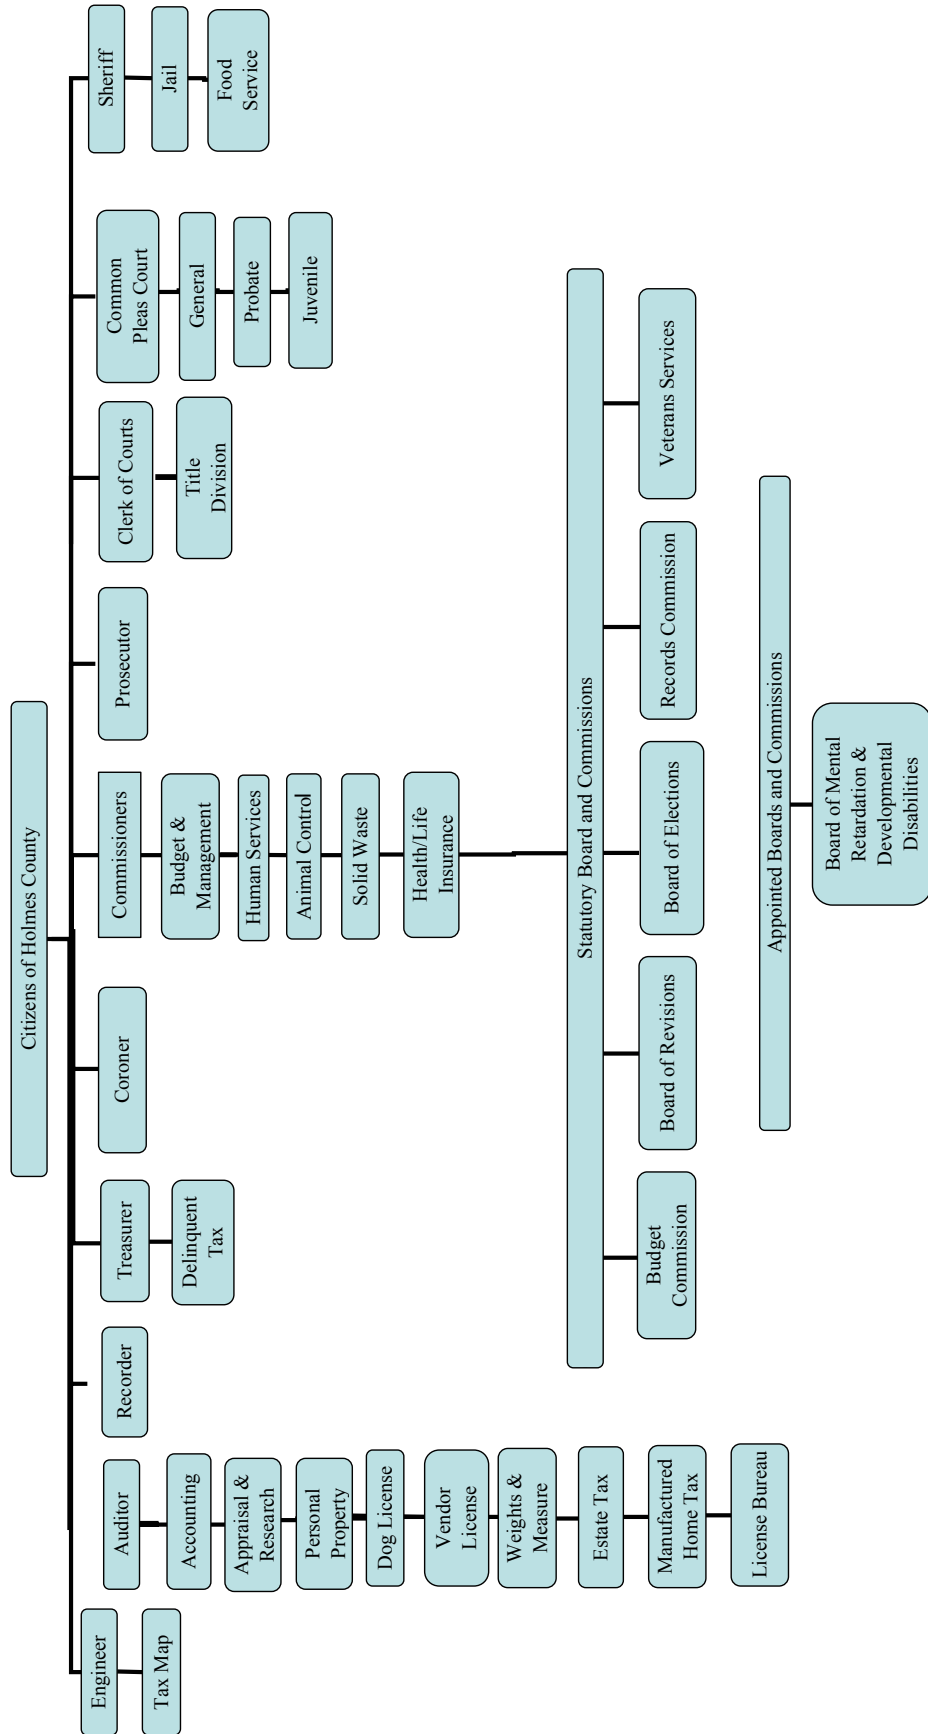 Citizens of Holmes County
Engineer
Tax Map
Auditor
Accounting
Appraisal &
Research
Personal
Property
Dog License
Vendor
License
Weights &
Measure
Estate Tax
Manufactured
Home Tax
License Bureau
Recorder
Treasurer
Delinquent
Tax
Coroner
Commissioners
Budget &
Management
Human Services
Animal Control
Solid Waste
Health/Life
Insurance
Prosecutor
Clerk of Courts
Title
Division
Common
Pleas Court
General
Probate
Juvenile
Sheriff
Jail
Food
Service
Statutory Board and Commissions
Budget
Commission
Board of Revisions
Board of Elections
Records Commission
Veterans Services
Appointed Boards and Commissions
Board of Mental
Retardation &
Developmental
Disabilities